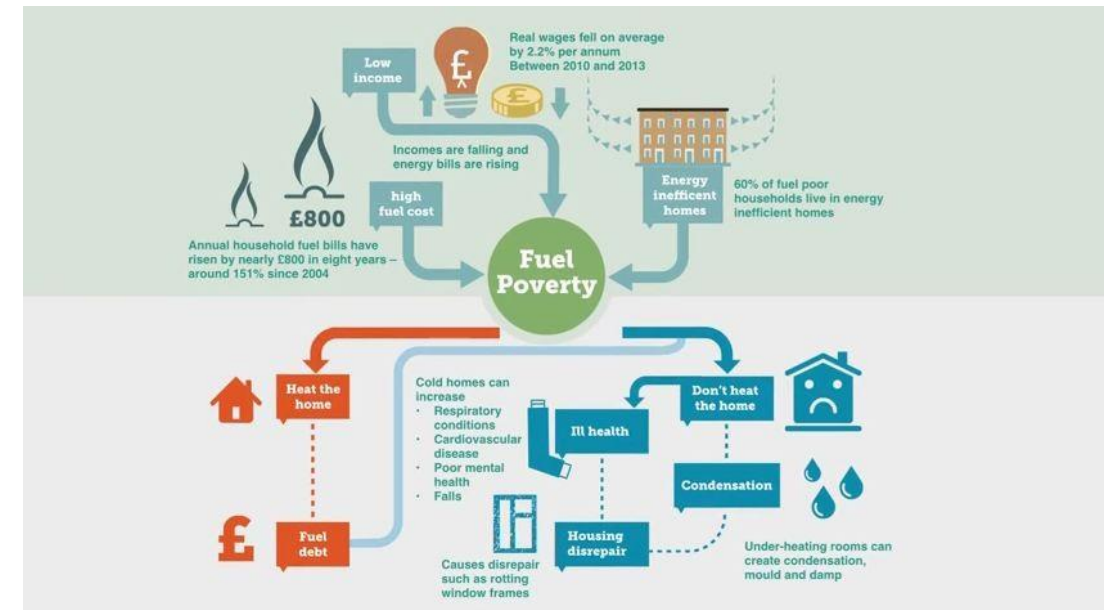 Real wages fell on average
by 2.2% per annum
Between 2010 and 2013
Low
income
£
£
Incomes are falling and
energy bills are rising
high
fuel cost
£800
Annual household fuel bills have
risen by nearly £800 in eight years –
around 151% since 2004
Energy
inefficent
homes
60% of fuel poor
households live in energy
inefficient homes
Fuel
Poverty
Heat the
home
£
Fuel
debt
Cold homes can
increase
· Respiratory
conditions
· Cardiovascular
disease
· Poor mental
health
· Falls
Don't heat
the home
Ill health
Condensation
Housing
disrepair
Causes disrepair
such as rotting
window frames
Under-heating rooms can
create condensation,
mould and damp